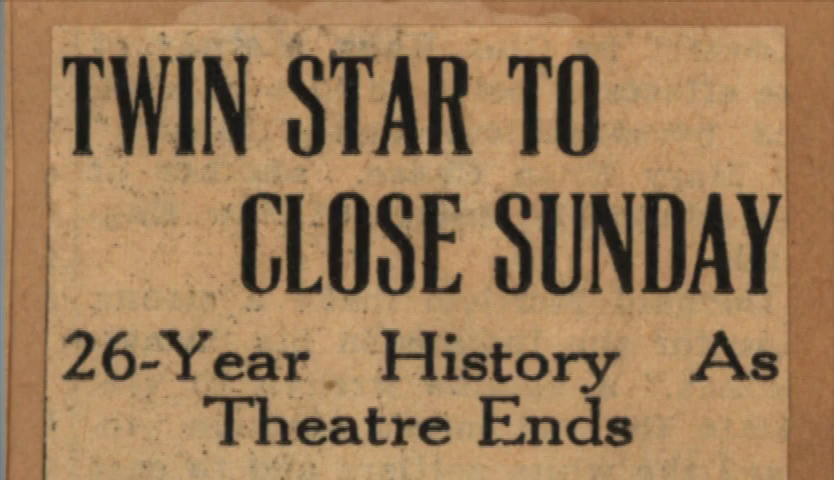 TWIN STAR TO
CLOSE SUNDAY
26-Year History As
Theatre Ends